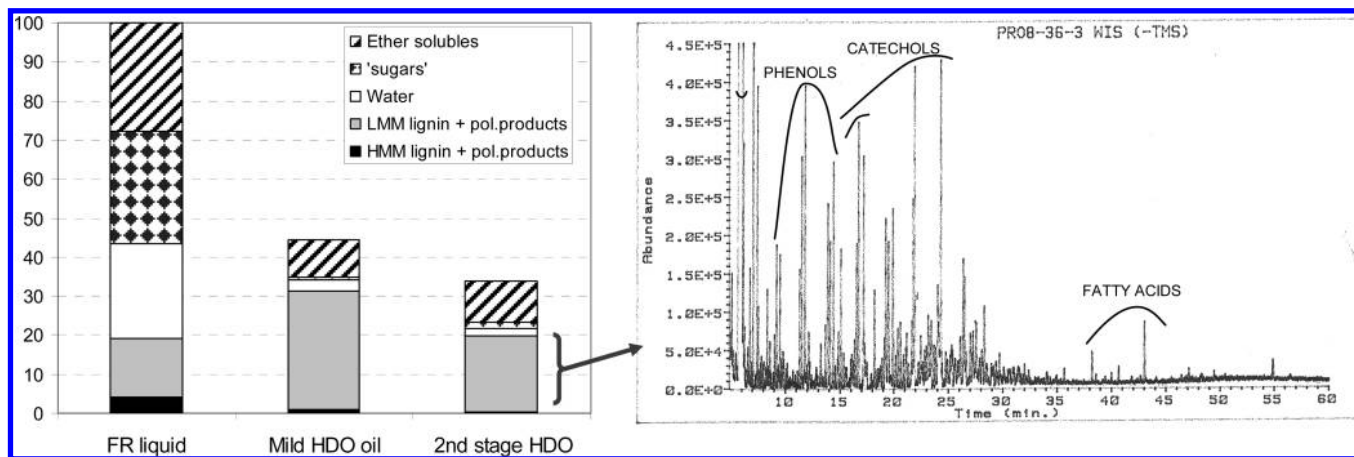 100
90
80
70
60
50
40
30
20
10
0
Ether solubles
'sugars'
Water
LMM lignin + pol.products
HMM lignin + pol.products
FR liquid
Mild HDO oil
2nd stage HDO
PR08-36-3 WIS (-TMS)
CATECHOLS
PHENOLS
FATTY ACIDS
Abundance
4.5E+5
4.0E+5
3.5E+5
3.0E+5
2.5E+5
2.0E+5
1.5E+5
1.0E+5
5.0E+4
0.0E+0
10
15
20
25
30
35
40
45
50
55
60
Time (min.)